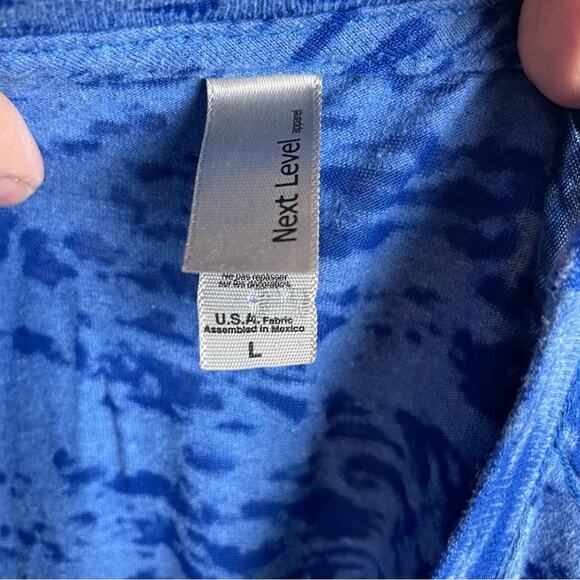 Next Level apparel
Ne pas repasser
sur les décorations.
U.S.A. Fabric
Assembled in Mexico
L